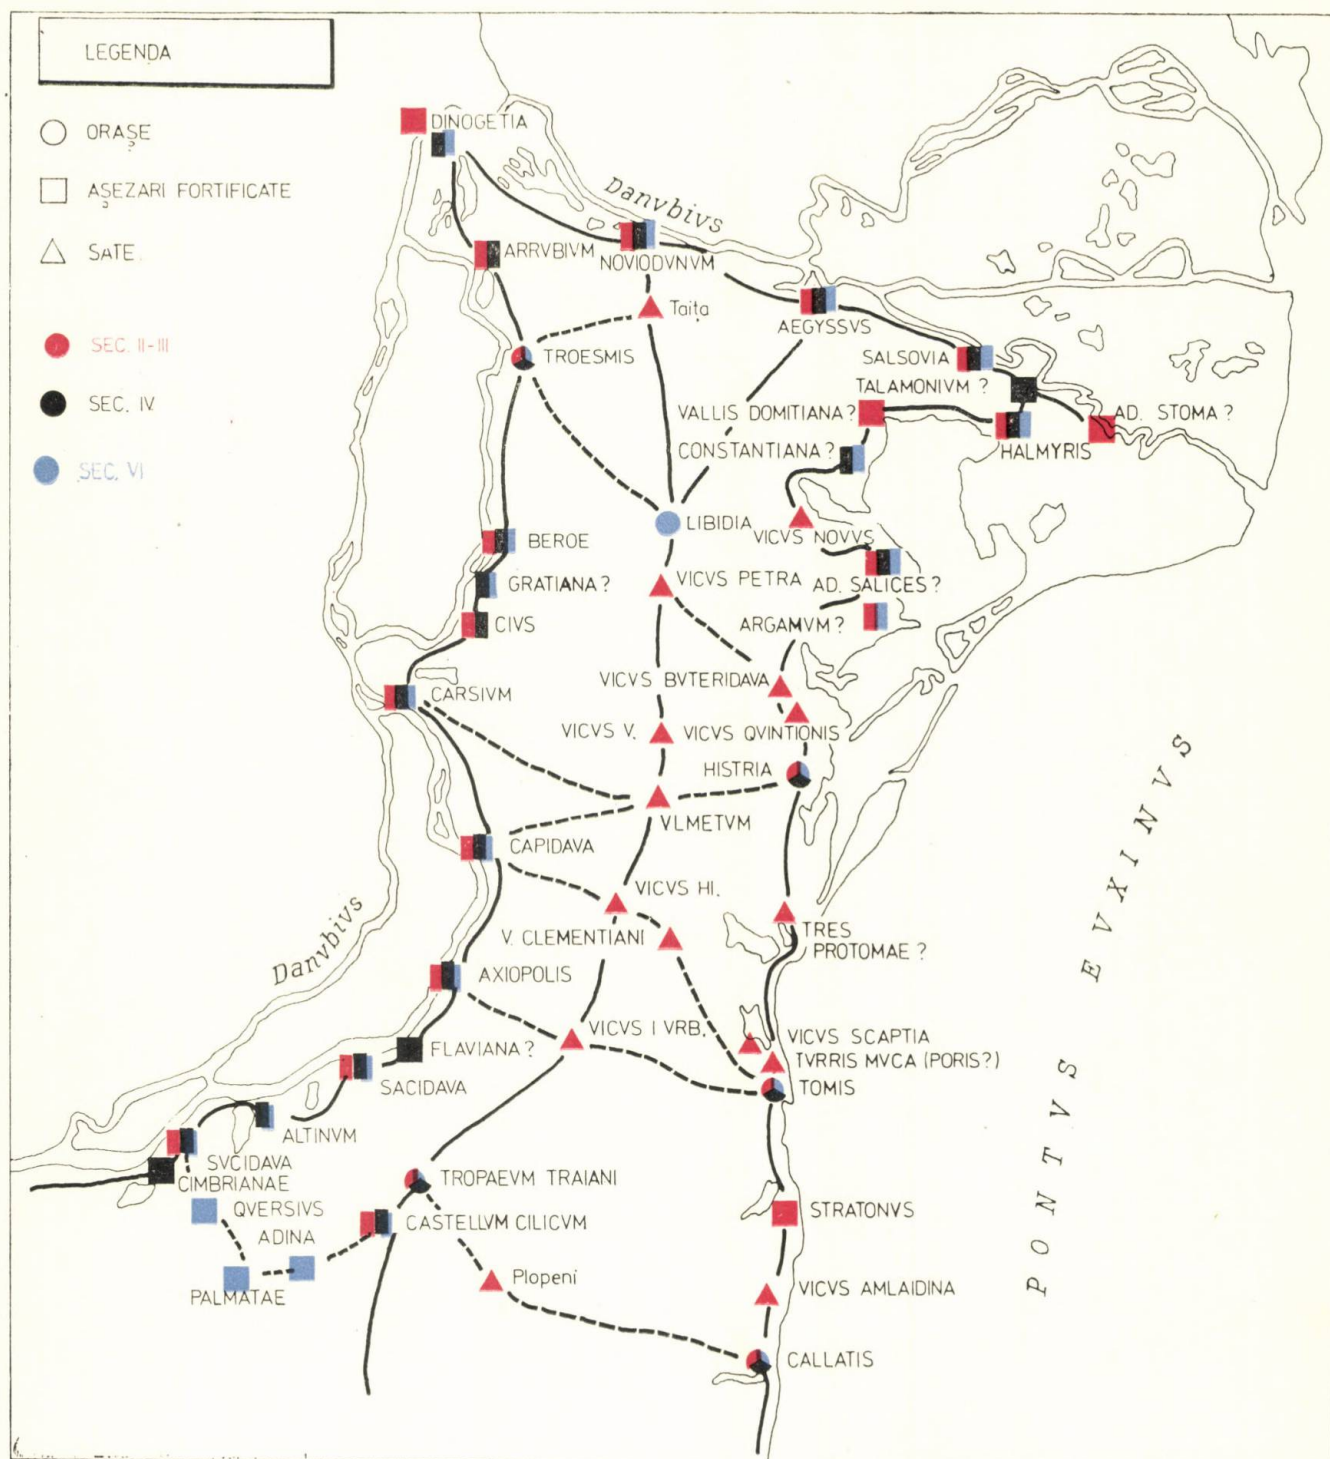 LEGENDA
ORAȘE
AȘEZARI FORTIFICATE
SATE
SEC. II-III
SEC. IV
SEC. VI
DINOGETIA
Danvbivs
ARRVBIVM
NOVIODVNVM
Taița
AEGYSSVS
TROESMIS
SALSOVIA
TALAMONIVM ?
VALLIS DOMITIANA ?
AD. STOMA ?
CONSTANTIANA ?
HALMYRIS
LIBIDIA
VICVS NOVVS
BEROE
GRATIANA ?
VICVS PETRA
AD. SALICES ?
CIVS
ARGAMVM ?
VICVS BVTERIDAVA
CARSIVM
VICVS V.
VICVS QVINTIONIS
HISTRIA
VLMETVM
CAPIDAVA
VICVS HI.
V. CLEMENTIANI
TRES
PROTOMAE ?
Danvbivs
AXIOPOLIS
VICVS I VRB.
VICVS SCAPTIA
FLAVIANA ?
TVRRIS MVCA (PORIS?)
SACIDAVA
TOMIS
ALTINVM
SVCIDAVA
CIMBRIANAE
TROPAEVM TRAIANI
QVERSIVS
CASTELLVM CILICVM
STRATONVS
ADINA
Plopeni
PALMATAE
VICVS AMLAIDINA
CALLATIS
PONTVS EVXINVS